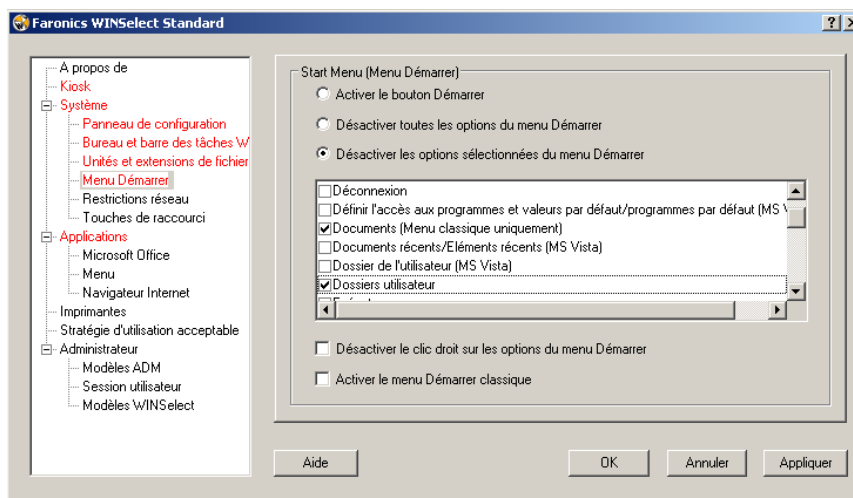 Faronics WINSelect Standard
A propos de
Kiosk
Système
Panneau de configuration
Bureau et barre des tâches W
Unités et extensions de fichier
Menu Démarrer
Restrictions réseau
Touches de raccourci
Applications
Microsoft Office
Menu
Navigateur Internet
Imprimantes
Stratégie d'utilisation acceptable
Administrateur
Modèles ADM
Session utilisateur
Modèles WINSelect
Start Menu (Menu Démarrer)
Activer le bouton Démarrer
Désactiver toutes les options du menu Démarrer
Désactiver les options sélectionnées du menu Démarrer
Déconnexion
Définir l'accès aux programmes et valeurs par défaut/programmes par défaut (MS V
Documents (Menu classique uniquement)
Documents récents/Eléments récents (MS Vista)
Dossier de l'utilisateur (MS Vista)
Dossiers utilisateur
Désactiver le clic droit sur les options du menu Démarrer
Activer le menu Démarrer classique
Aide
OK
Annuler
Appliquer